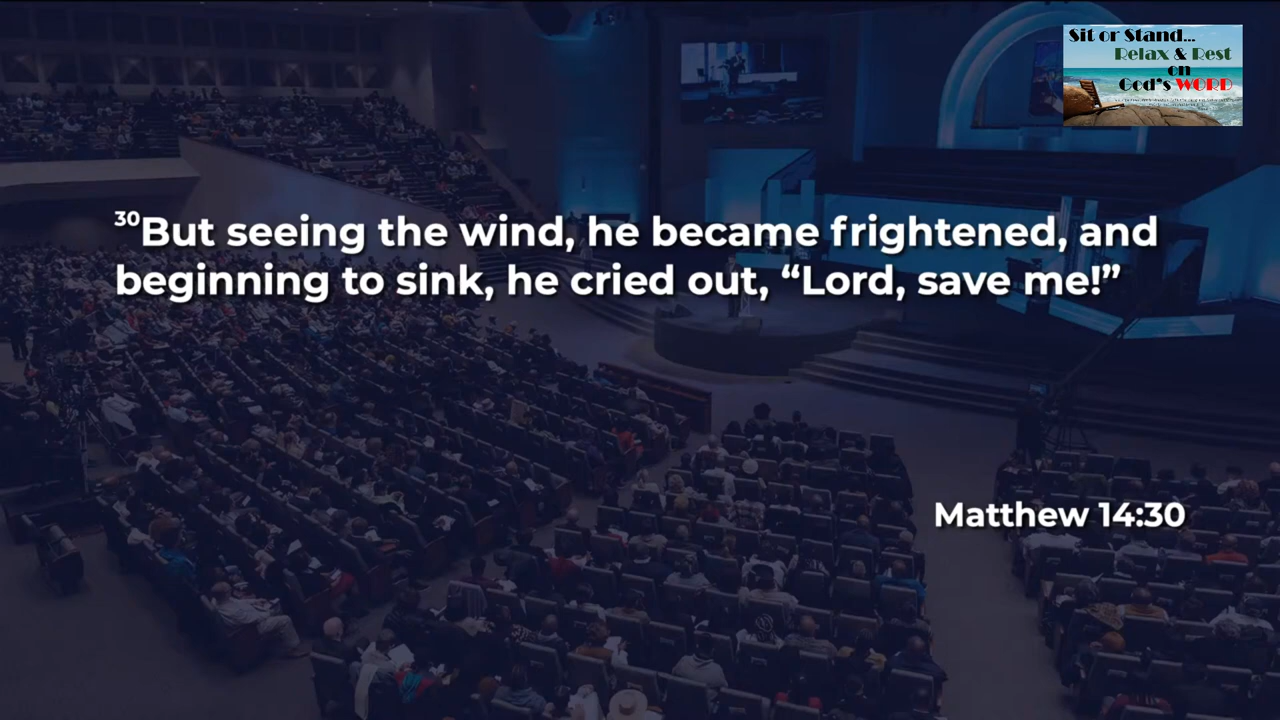 Sit or Stand...
Relax & Rest
on
God's WORD
30But seeing the wind, he became frightened, and
beginning to sink, he cried out, “Lord, save me!”
Matthew 14:30